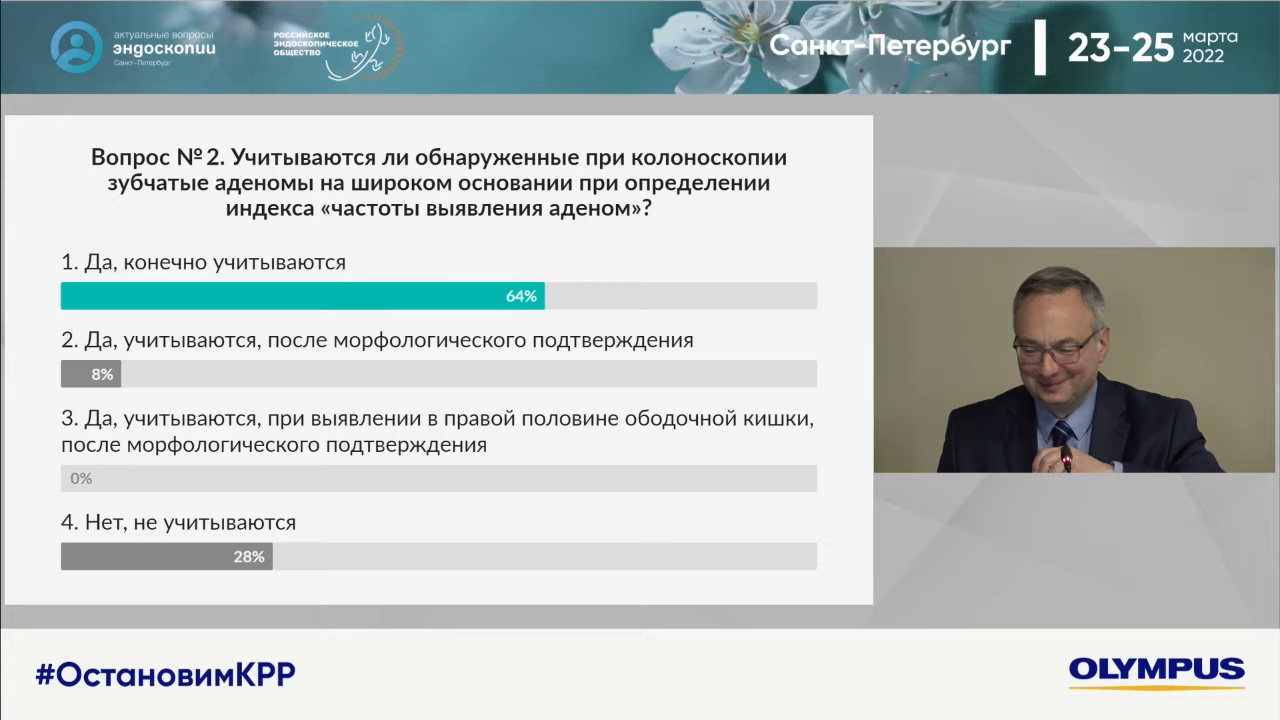 актуальные вопросы
эндоскопии
Санкт-Петербург
РОССИЙСКОЕ
ЭНДОСКОПИЧЕСКОЕ
ОБЩЕСТВО
Санкт-Петербург
23-25 марта
2022
Вопрос № 2. Учитываются ли обнаруженные при колоноскопии
зубчатые аденомы на широком основании при определении
индекса «частоты выявления аденом»?
1. Да, конечно учитываются
64%
2. Да, учитываются, после морфологического подтверждения
8%
3. Да, учитываются, при выявлении в правой половине ободочной кишки,
после морфологического подтверждения
0%
4. Нет, не учитываются
28%
#ОстановимКРР
OLYMPUS